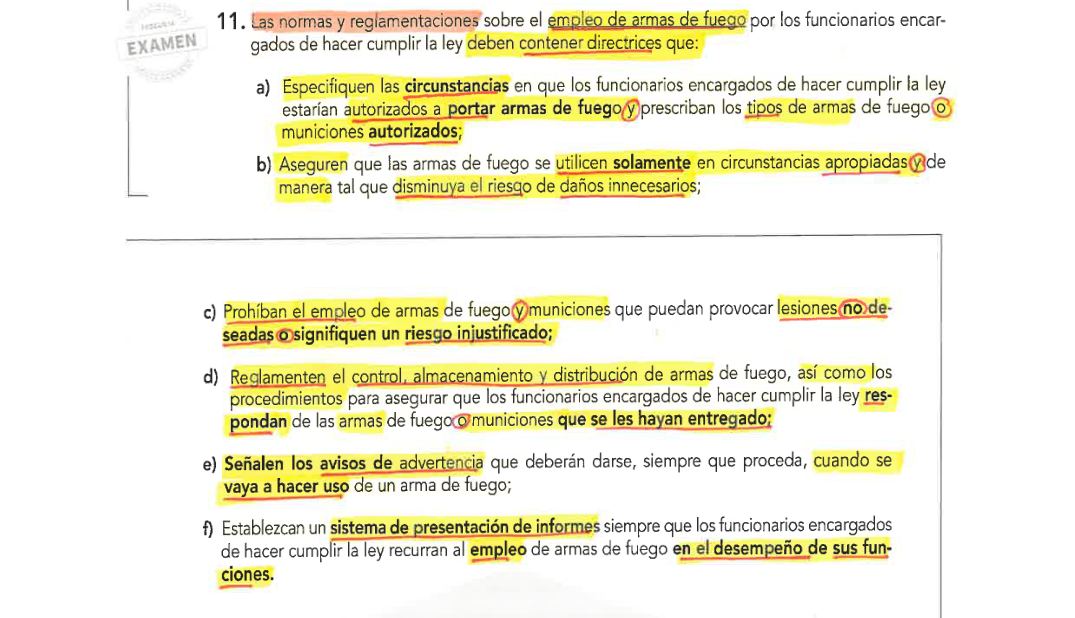 EXAMEN
11. Las normas y reglamentaciones sobre el empleo de armas de fuego por los funcionarios encar-
gados de hacer cumplir la ley deben contener directrices que:
a) Especifiquen las circunstancias en que los funcionarios encargados de hacer cumplir la ley
estarían autorizados a portar armas de fuego y prescriban los tipos de armas de fuego o
municiones autorizados;
b) Aseguren que las armas de fuego se utilicen solamente en circunstancias apropiadas y de
manera tal que disminuya el riesgo de daños innecesarios;
c) Prohíban el empleo de armas de fuego y municiones que puedan provocar lesiones no de-
seadas o signifiquen un riesgo injustificado;
d) Reglamenten el control, almacenamiento y distribución de armas de fuego, así como los
procedimientos para asegurar que los funcionarios encargados de hacer cumplir la ley res-
pondan de las armas de fuego o municiones que se les hayan entregado;
e) Señalen los avisos de advertencia que deberán darse, siempre que proceda, cuando se
vaya a hacer uso de un arma de fuego;
f) Establezcan un sistema de presentación de informes siempre que los funcionarios encargados
de hacer cumplir la ley recurran al empleo de armas de fuego en el desempeño de sus fun-
ciones.